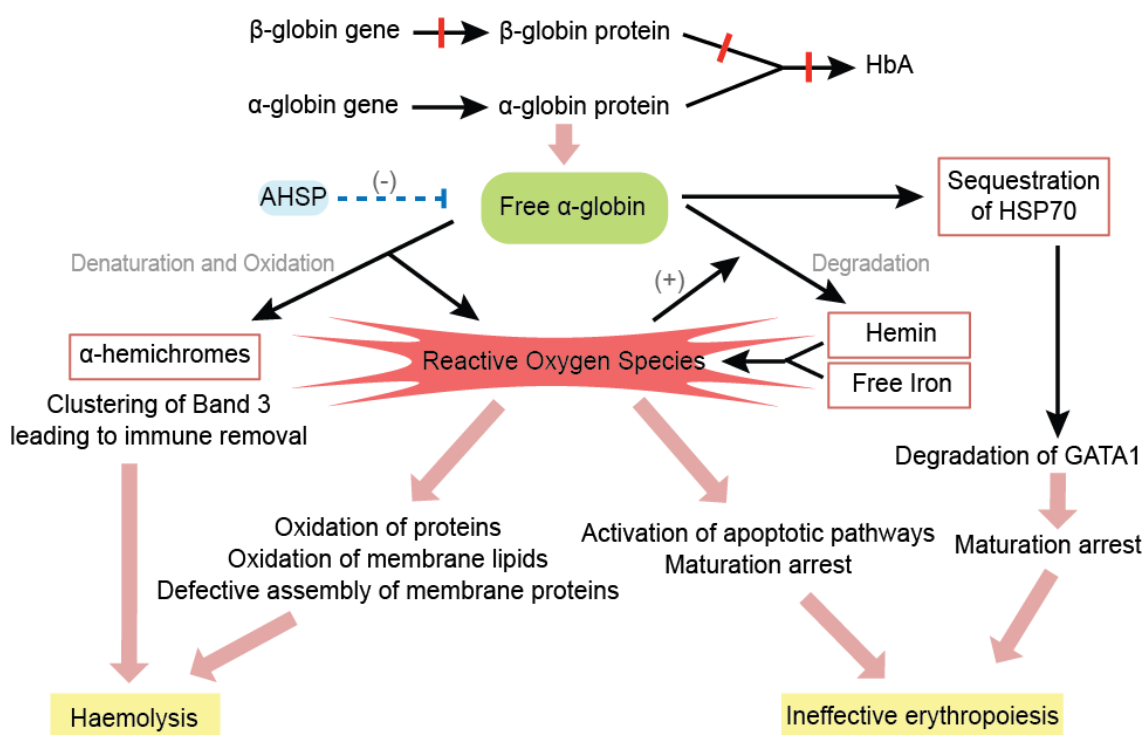 β-globin gene
β-globin protein
HbA
α-globin gene
α-globin protein
AHSP
(-)
Free α-globin
Sequestration
of HSP70
Denaturation and Oxidation
(+)
Degradation
α-hemichromes
Reactive Oxygen Species
Hemin
Free Iron
Clustering of Band 3
leading to immune removal
Degradation of GATA1
Oxidation of proteins
Oxidation of membrane lipids
Defective assembly of membrane proteins
Activation of apoptotic pathways
Maturation arrest
Maturation arrest
Haemolysis
Ineffective erythropoiesis